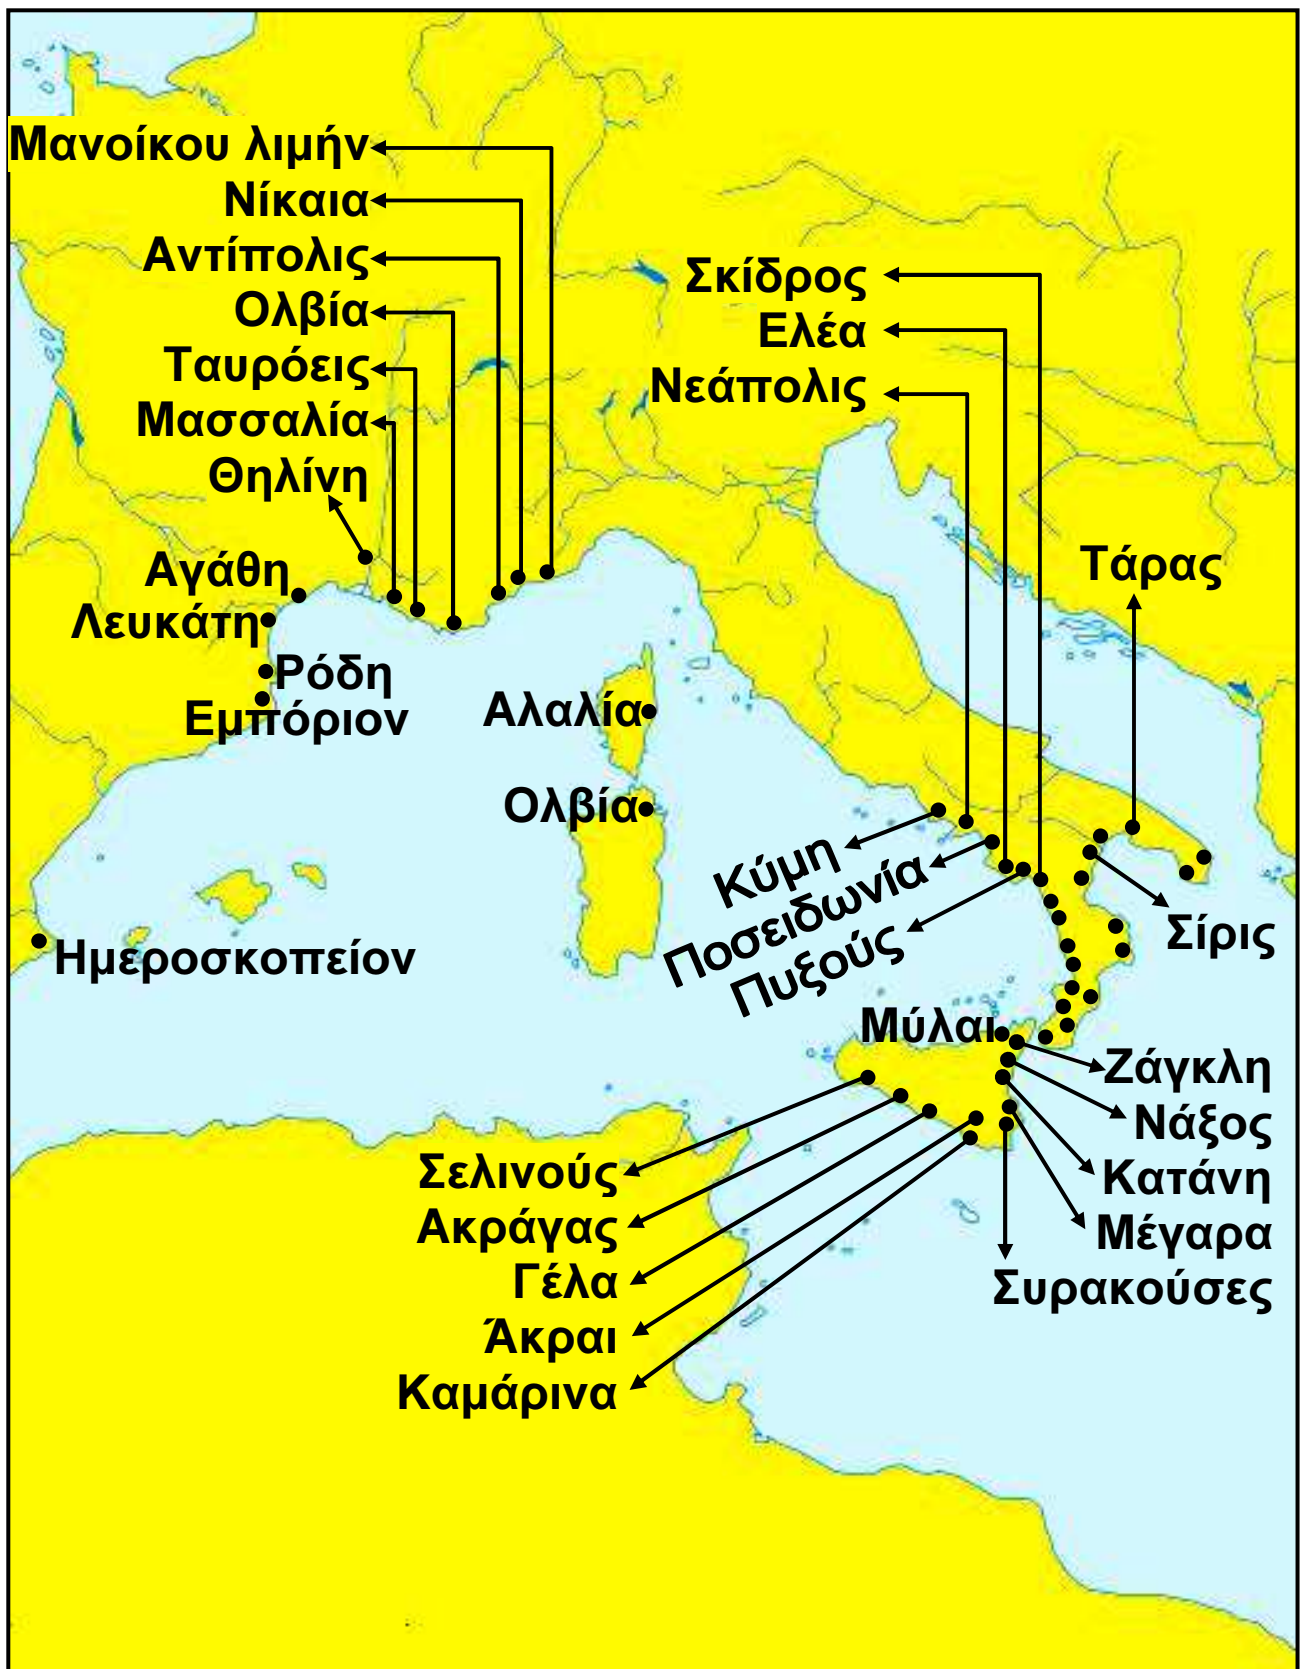 Μανοίκου λιμήν
Νίκαια
Αντίπολις
Ολβία
Ταυρόεις
Μασσαλία
Θηλίνη
Αγάθη
Λευκάτη
Ρόδη
Εμπόριον
Ημεροσκοπείον
Αλαλία
Ολβία
Σκίδρος
Ελέα
Νεάπολις
Τάρας
Σίρις
Κύμη
Ποσειδωνία
Πυξούς
Μύλαι
Ζάγκλη
Νάξος
Κατάνη
Μέγαρα
Συρακούσες
Σελινούς
Ακράγας
Γέλα
Άκραι
Καμάρινα